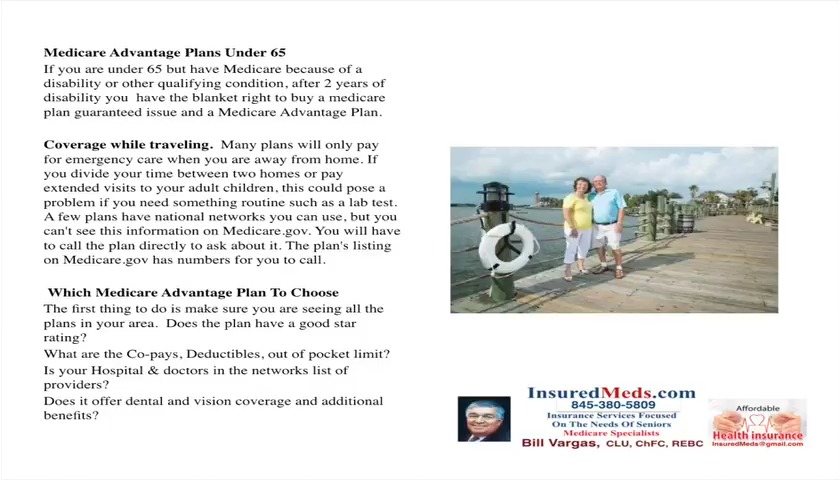 Medicare Advantage Plans Under 65
If you are under 65 but have Medicare because of a
disability or other qualifying condition, after 2 years of
disability you have the blanket right to buy a medicare
plan guaranteed issue and a Medicare Advantage Plan.
Coverage while traveling. Many plans will only pay
for emergency care when you are away from home. If
you divide your time between two homes or pay
extended visits to your adult children, this could pose a
problem if you need something routine such as a lab test.
A few plans have national networks you can use, but you
can't see this information on Medicare.gov. You will have
to call the plan directly to ask about it. The plan's listing
on Medicare.gov has numbers for you to call.
Which Medicare Advantage Plan To Choose
The first thing to do is make sure you are seeing all the
plans in your area. Does the plan have a good star
rating?
What are the Co-pays, Deductibles, out of pocket limit?
Is your Hospital & doctors in the networks list of
providers?
Does it offer dental and vision coverage and additional
benefits?
InsuredMeds.com
845-380-5809
Insurance Services Focused
On The Needs Of Seniors
Medicare Specialists
Bill Vargas, CLU, ChFC, REBC
Affordable
Health insurance
InsuredMeds@gmail.com